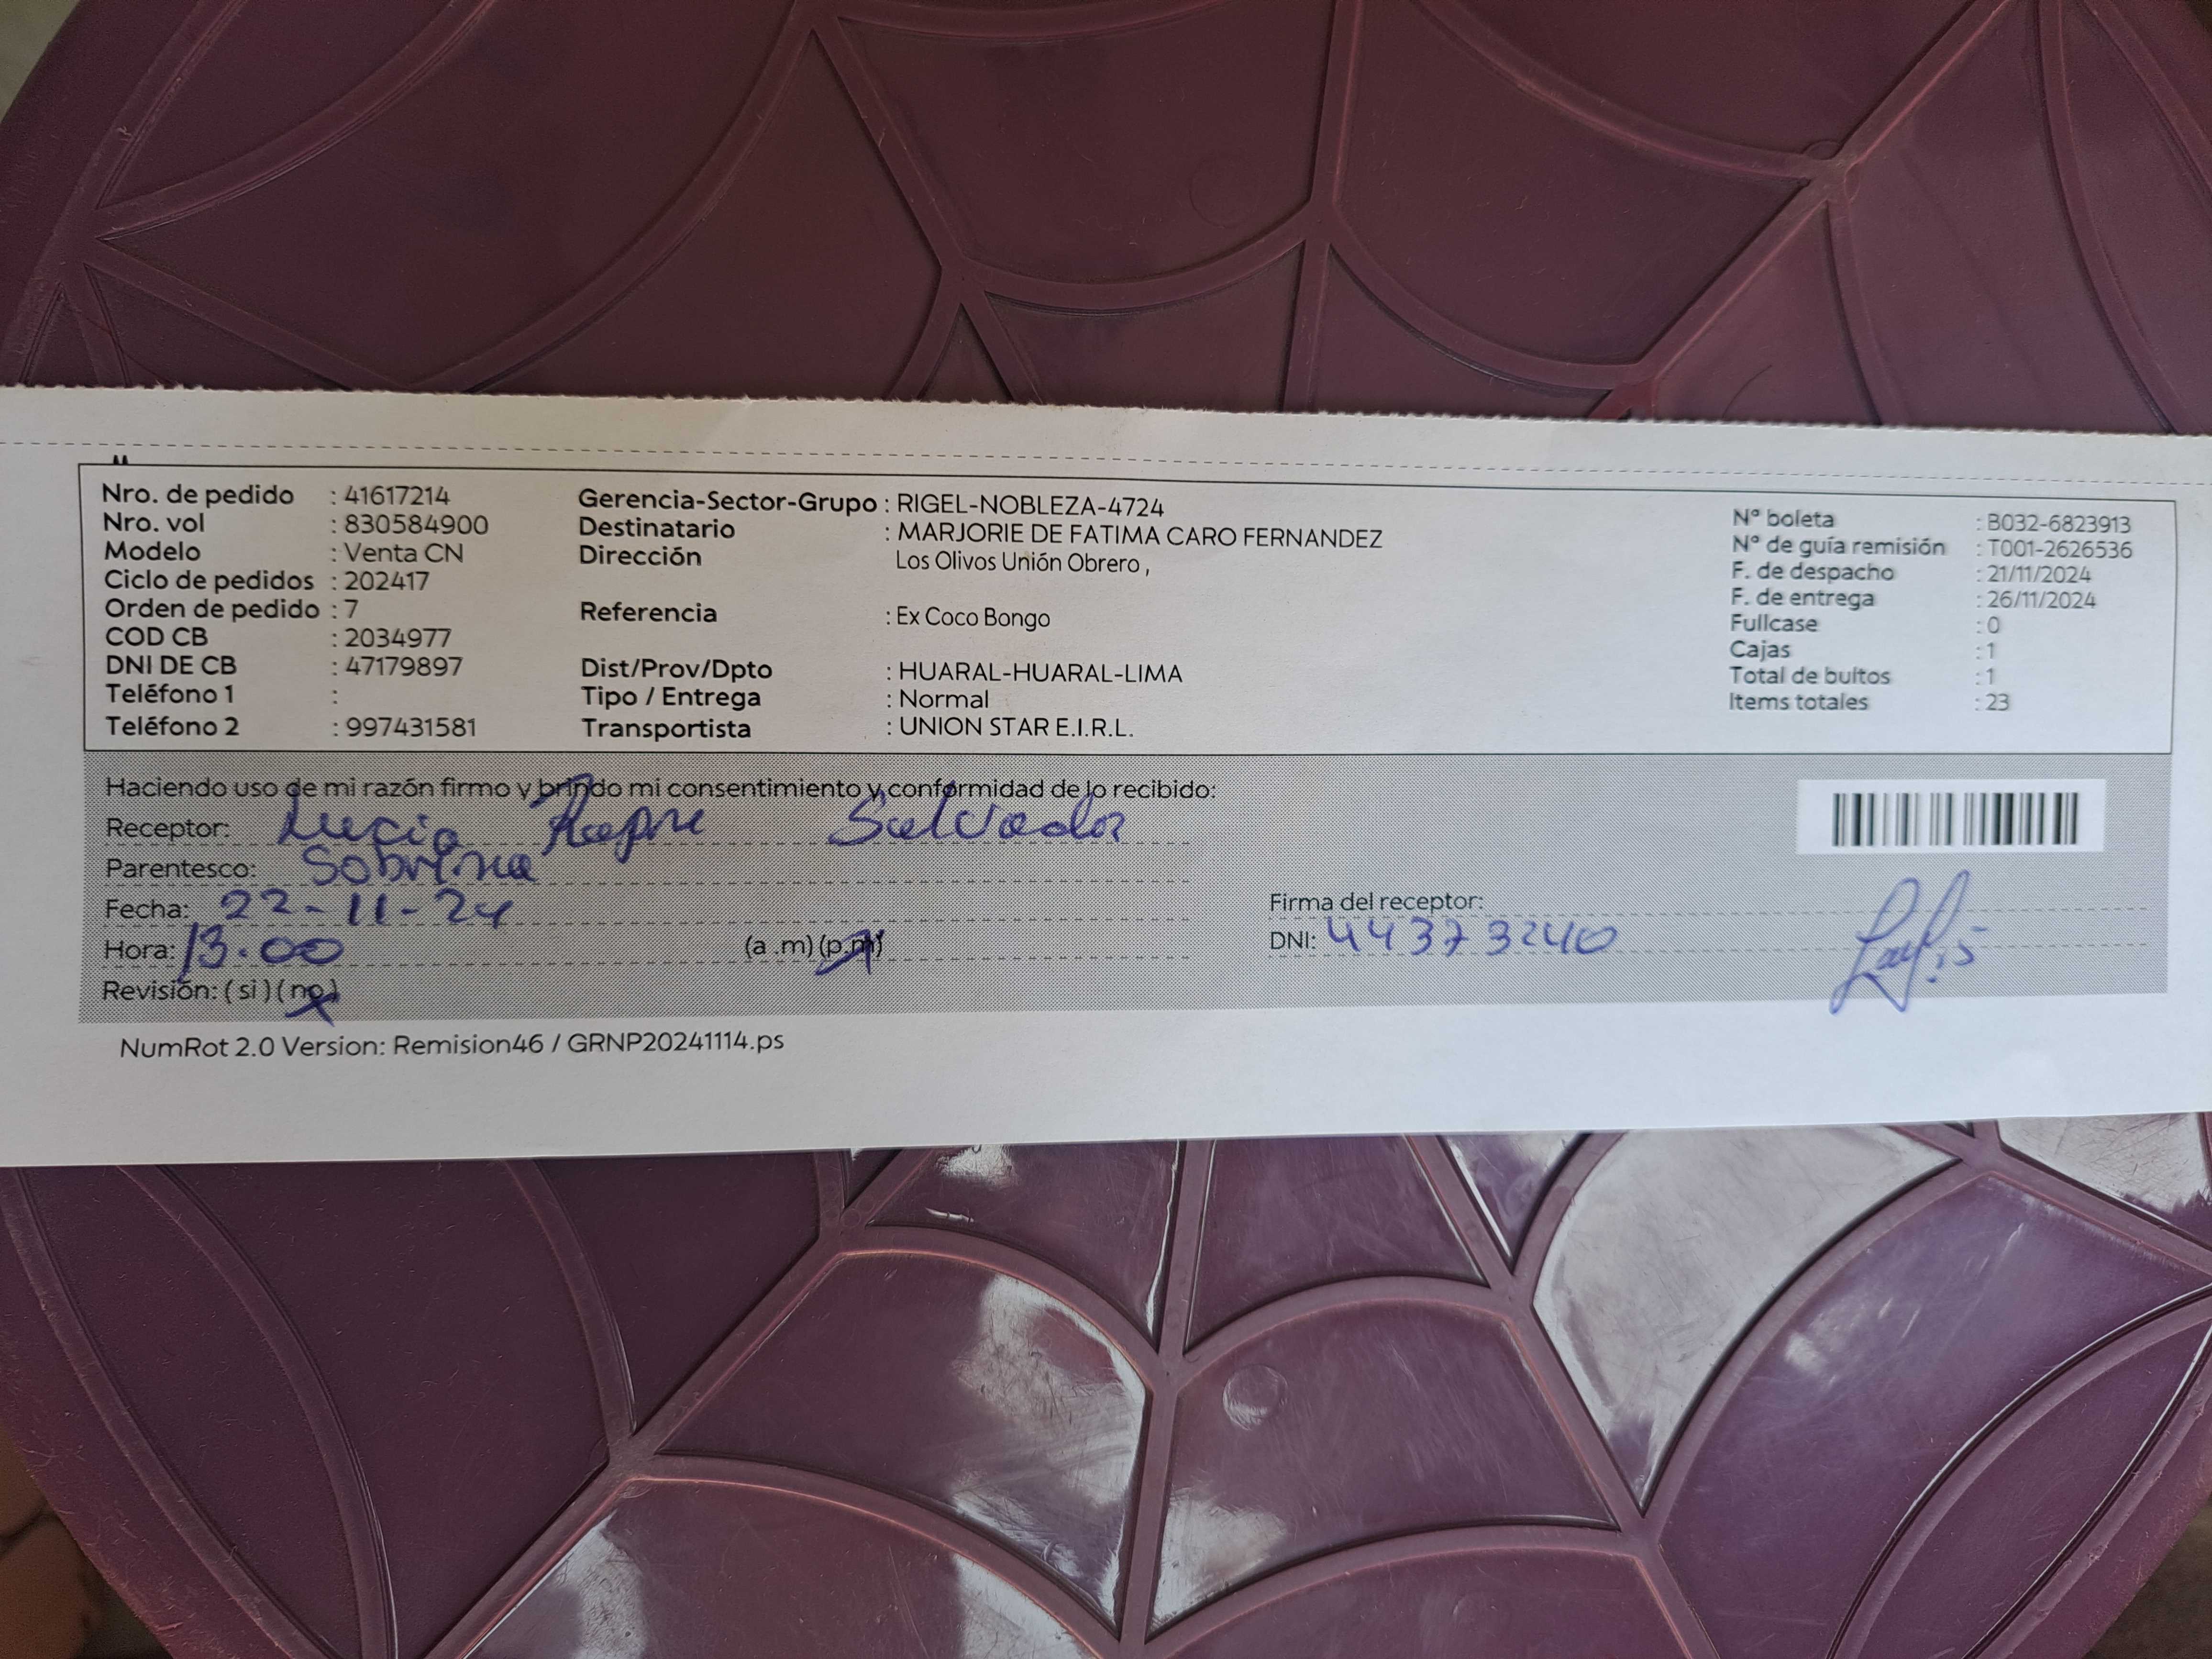 Nro. de pedido : 41617214
Nro. vol : 830584900
Modelo : Venta CN
Ciclo de pedidos : 202417
Orden de pedido : 7
COD CB : 2034977
DNI DE CB : 47179897
Teléfono 1 :
Teléfono 2 : 997431581
Gerencia-Sector-Grupo : RIGEL-NOBLEZA-4724
Destinatario : MARJORIE DE FATIMA CARO FERNANDEZ
Dirección Los Olivos Unión Obrero ,
Referencia : Ex Coco Bongo
Dist/Prov/Dpto : HUARAL-HUARAL-LIMA
Tipo / Entrega : Normal
Transportista : UNION STAR E.I.R.L.
N° boleta : B032-6823913
N° de guía remisión : T001-2626536
F. de despacho : 21/11/2024
F. de entrega : 26/11/2024
Fullcase : 0
Cajas : 1
Total de bultos : 1
Items totales : 23
Haciendo uso de mi razón firmo y brindo mi consentimiento y conformidad de lo recibido:
Receptor: Lucia Salvador
Parentesco: Sobrina
Fecha: 22-11-24
Hora: 13.00 (a .m) (p.m)
Revisión: ( si ) ( no )
Firma del receptor:
DNI: 44373240
NumRot 2.0 Version: Remision46 / GRNP20241114.ps